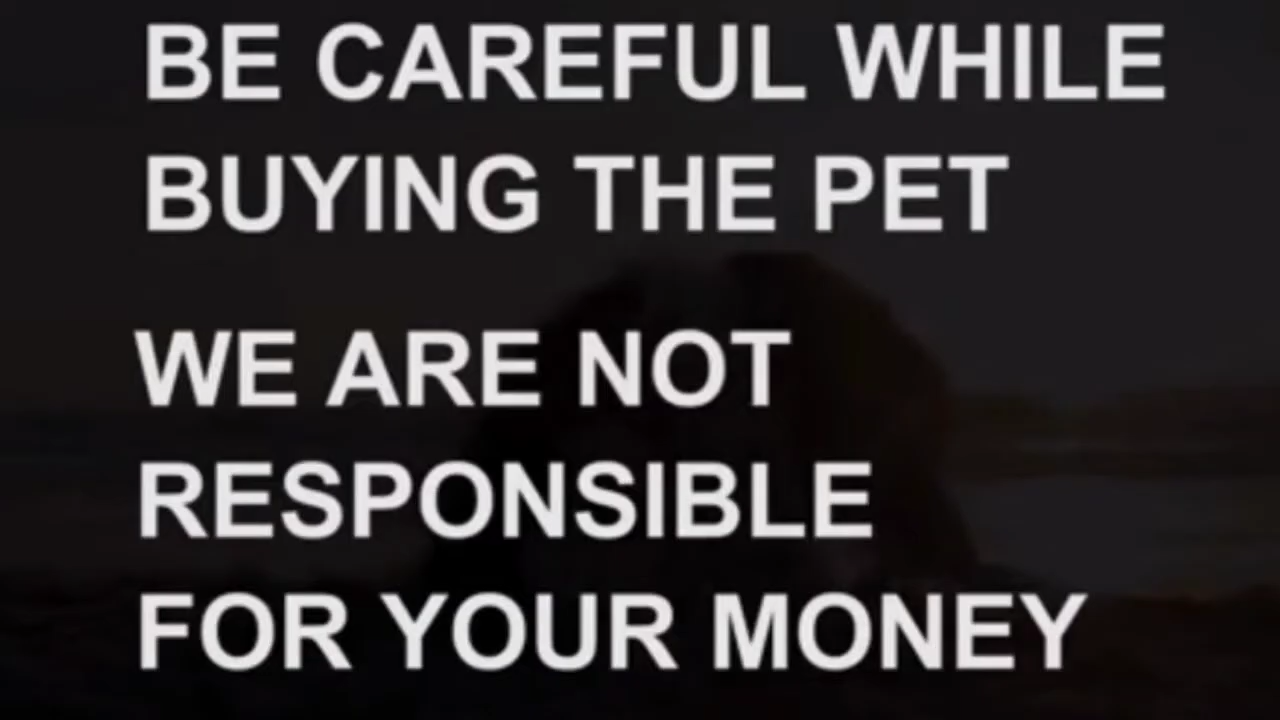 BE CAREFUL WHILE
BUYING THE PET
WE ARE NOT
RESPONSIBLE
FOR YOUR MONEY